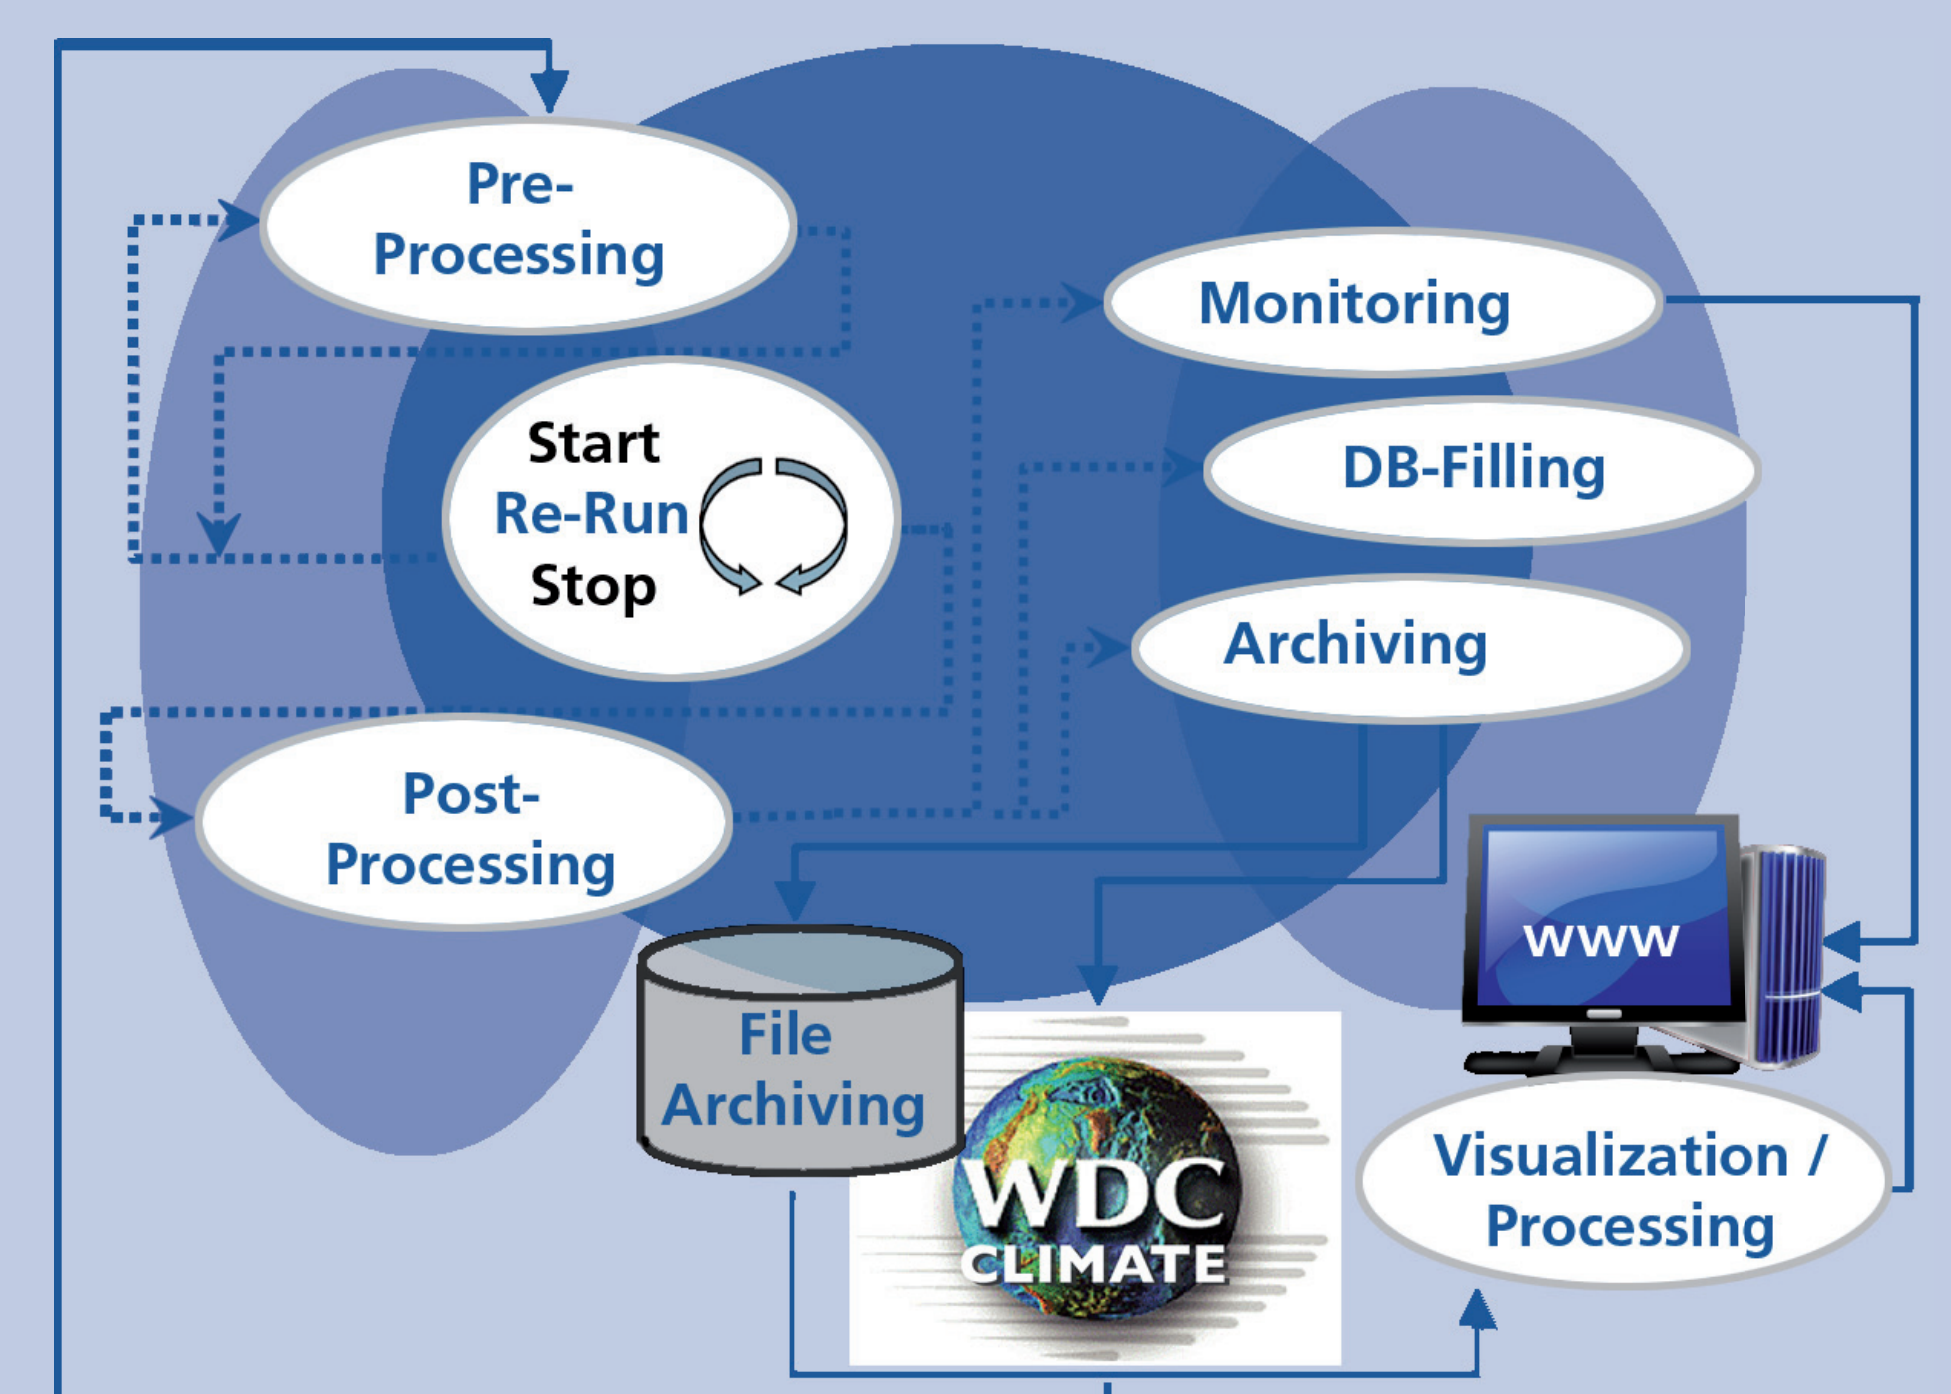 Pre-
Processing
Monitoring
Start
Re-Run
Stop
DB-Filling
Archiving
Post-
Processing
www
File
Archiving
WDC
CLIMATE
Visualization /
Processing